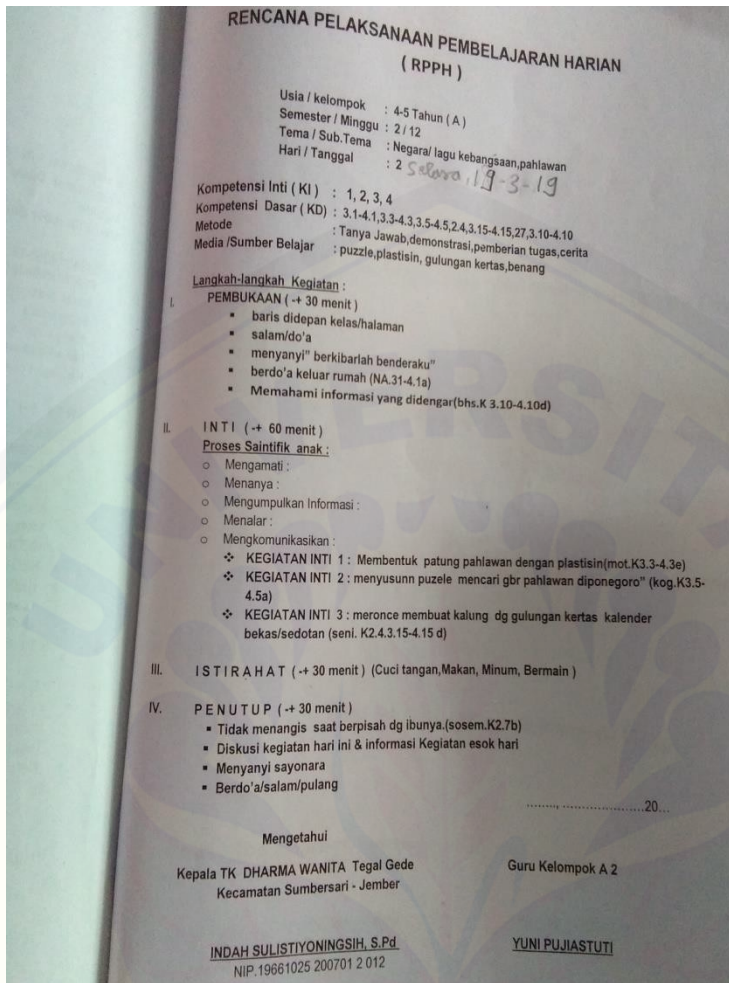 RENCANA PELAKSANAAN PEMBELAJARAN HARIAN
( RPPH )
Usia / kelompok : 4-5 Tahun ( A )
Semester / Minggu : 2 / 12
Tema / Sub.Tema : Negara/ lagu kebangsaan,pahlawan
Hari / Tanggal : 2 Selasa, 19-3-19
Kompetensi Inti ( KI ) : 1, 2, 3, 4
Kompetensi Dasar ( KD) : 3.1-4.1,3.3-4.3,3.5-4.5,2.4,3.15-4.15,27,3.10-4.10
Metode : Tanya Jawab,demonstrasi,pemberian tugas,cerita
Media /Sumber Belajar : puzzle,plastisin, gulungan kertas,benang
Langkah-langkah Kegiatan :
I. PEMBUKAAN ( -+ 30 menit )
▪ baris didepan kelas/halaman
▪ salam/do'a
▪ menyanyi" berkibarlah benderaku"
▪ berdo'a keluar rumah (NA.31-4.1a)
▪ Memahami informasi yang didengar(bhs.K 3.10-4.10d)
II. I N T I ( -+ 60 menit )
Proses Saintifik anak :
o Mengamati :
o Menanya :
o Mengumpulkan Informasi :
o Menalar :
o Mengkomunikasikan :
❖ KEGIATAN INTI 1 : Membentuk patung pahlawan dengan plastisin(mot.K3.3-4.3e)
❖ KEGIATAN INTI 2 : menyusunn puzele mencari gbr pahlawan diponegoro" (kog.K3.5-
4.5a)
❖ KEGIATAN INTI 3 : meronce membuat kalung dg gulungan kertas kalender
bekas/sedotan (seni. K2.4.3.15-4.15 d)
III. I S T I R A H A T ( -+ 30 menit ) (Cuci tangan,Makan, Minum, Bermain )
IV. P E N U T U P ( -+ 30 menit )
▪ Tidak menangis saat berpisah dg ibunya.(sosem.K2.7b)
▪ Diskusi kegiatan hari ini & informasi Kegiatan esok hari
▪ Menyanyi sayonara
▪ Berdo'a/salam/pulang
........, ......................20...
Mengetahui
Kepala TK DHARMA WANITA Tegal Gede Guru Kelompok A 2
Kecamatan Sumbersari - Jember
INDAH SULISTIYONINGSIH, S.Pd YUNI PUJIASTUTI
NIP.19661025 200701 2 012
UNIVERSITA